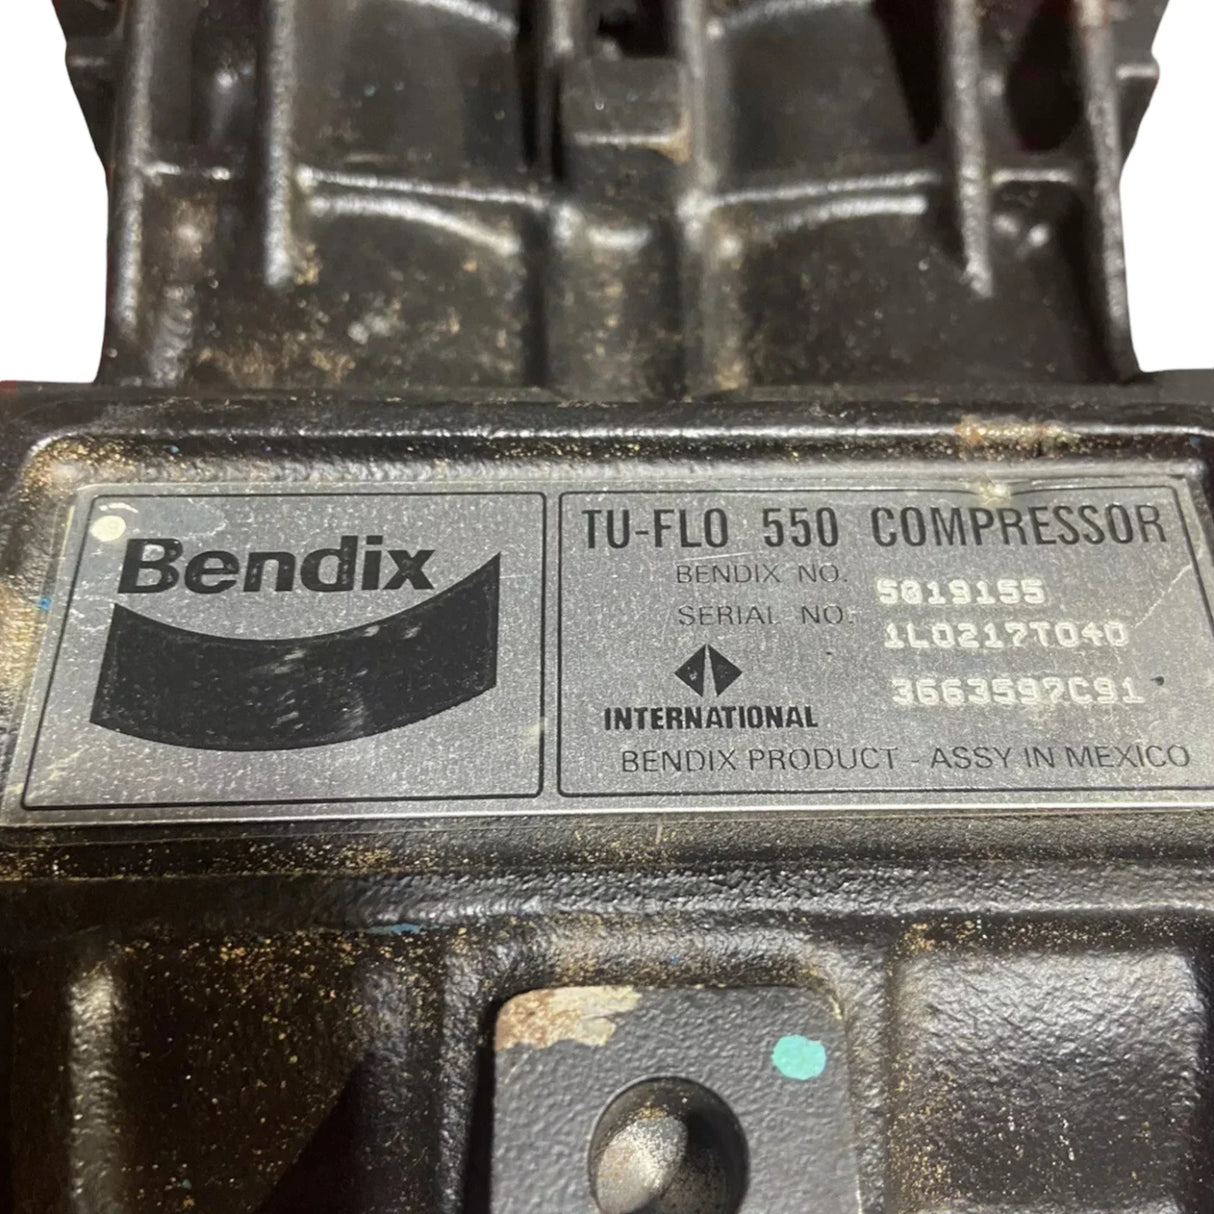 Bendix
TU-FLO 550 COMPRESSOR
BENDIX NO. 5019155
SERIAL NO. 1L0217T040
INTERNATIONAL 3663597C91
BENDIX PRODUCT - ASSY IN MEXICO